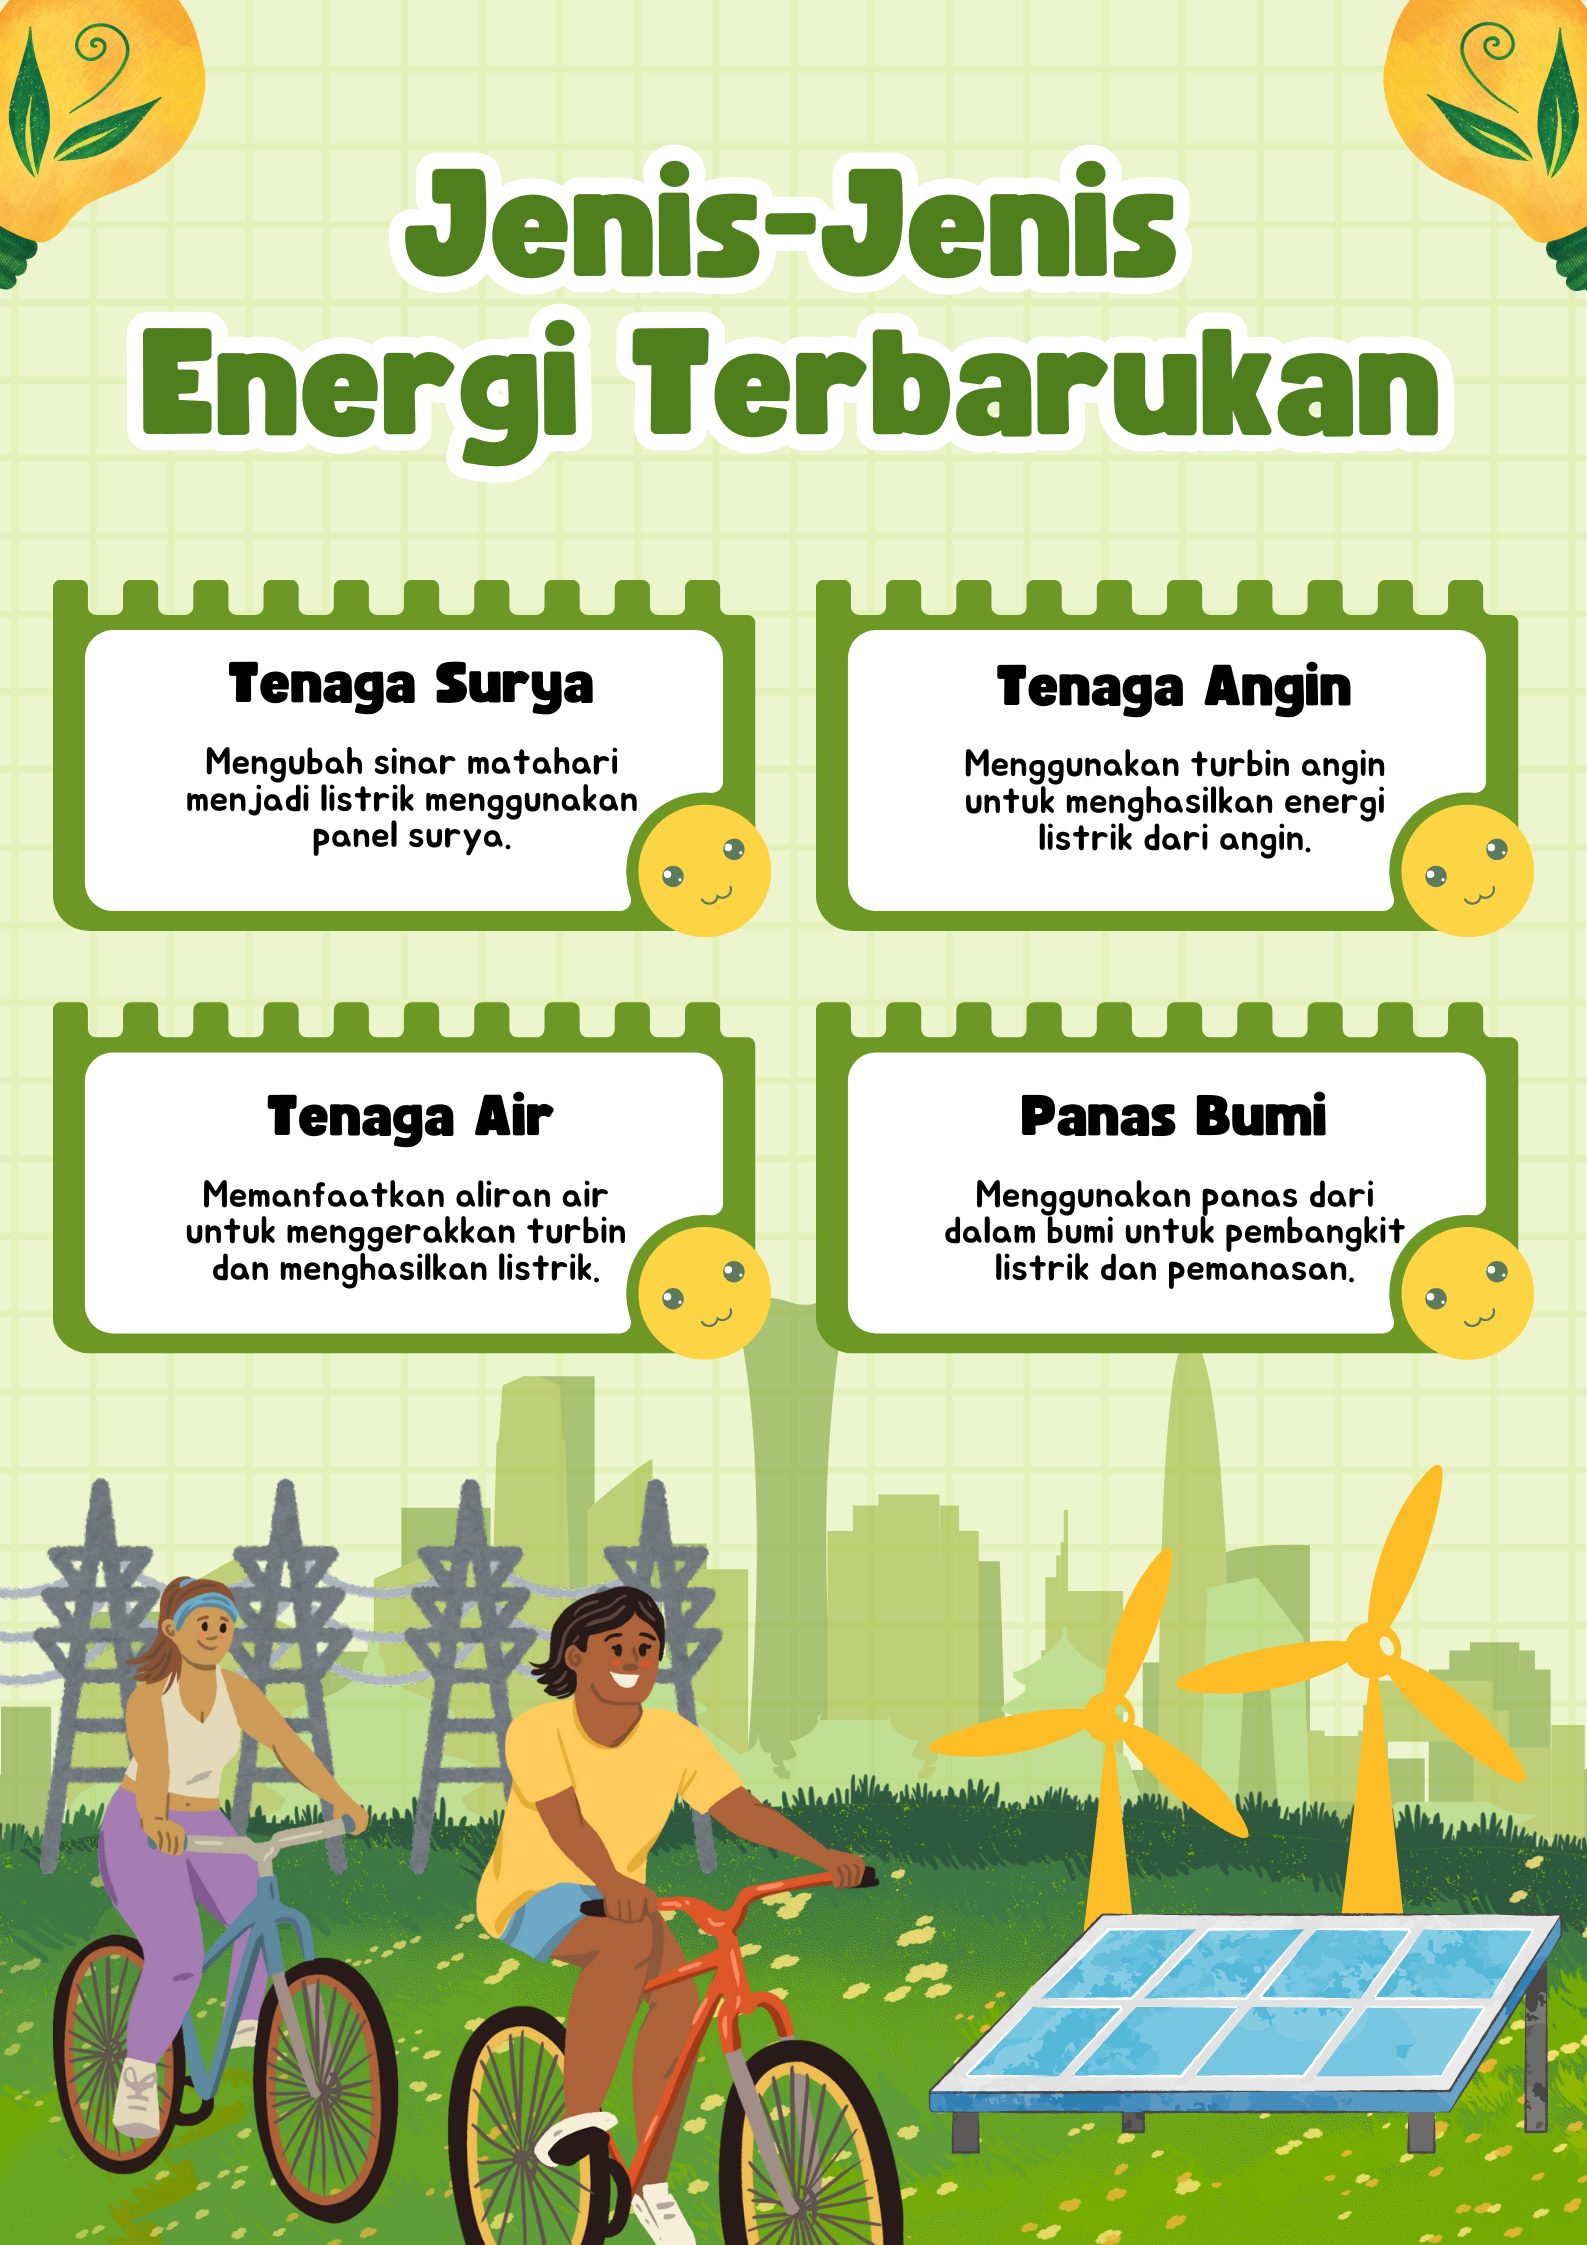 Jenis-Jenis
Energi Terbarukan
Tenaga Surya
Mengubah sinar matahari
menjadi listrik menggunakan
panel surya.
Tenaga Angin
Menggunakan turbin angin
untuk menghasilkan energi
listrik dari angin.
Tenaga Air
Memanfaatkan aliran air
untuk menggerakkan turbin
dan menghasilkan listrik.
Panas Bumi
Menggunakan panas dari
dalam bumi untuk pembangkit
listrik dan pemanasan.